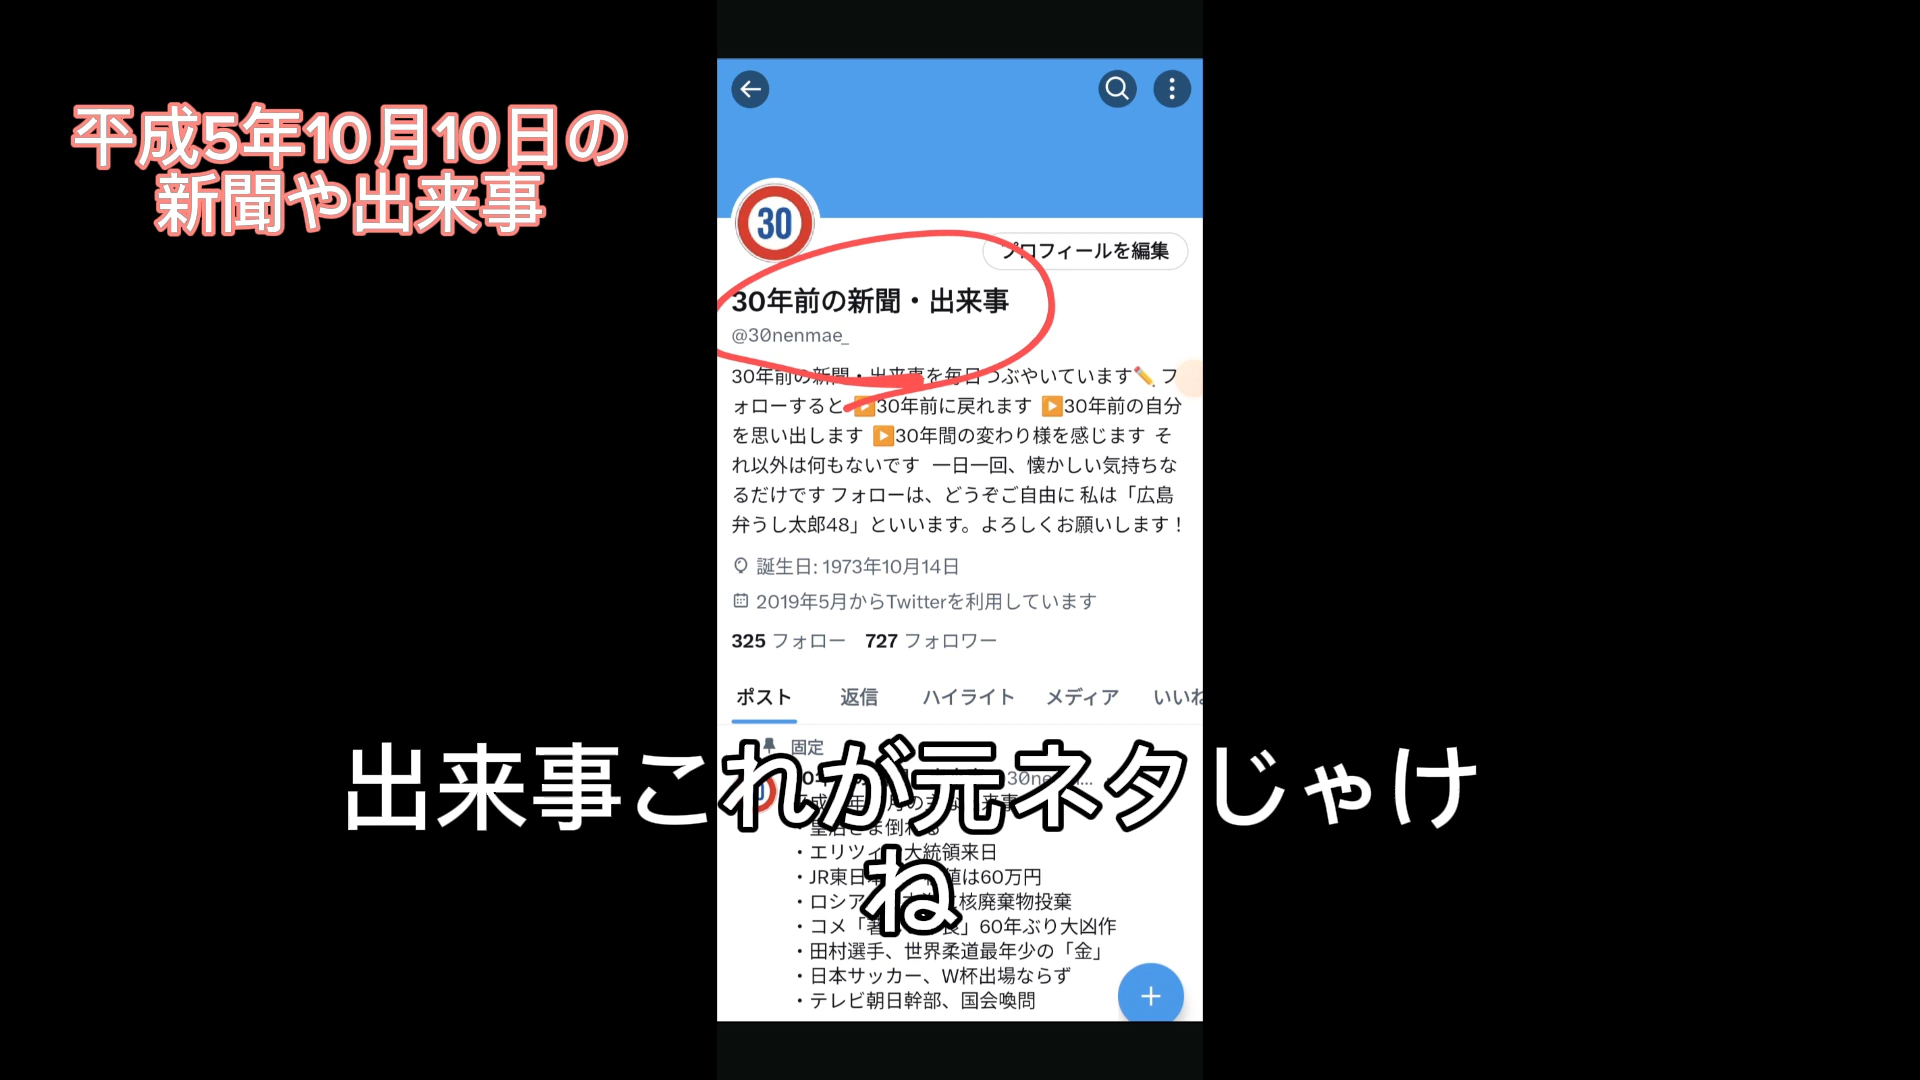 平成5年10月10日の
新聞や出来事
30
プロフィールを編集
30年前の新聞・出来事
@30nenmae_
30年前の新聞・出来事を毎日つぶやいています✏️ フ
ォローすると ▶️30年前に戻れます ▶️30年前の自分
を思い出します ▶️30年間の変わり様を感じます そ
れ以外は何もないです 一日一回、懐かしい気持ちな
るだけです フォローは、どうぞご自由に 私は「広島
弁うし太郎48」といいます。よろしくお願いします!
誕生日: 1973年10月14日
2019年5月からTwitterを利用しています
325 フォロー 727 フォロワー
ポスト 返信 ハイライト メディア いいね
固定
出来事これが元ネタじゃけ
ね
・エリツィ 大統領来日
・JR東日 値は60万円
・ロシア 核廃棄物投棄
・コメ「著 良」60年ぶり大凶作
・田村選手、世界柔道最年少の「金」
・日本サッカー、W杯出場ならず
・テレビ朝日幹部、国会喚問